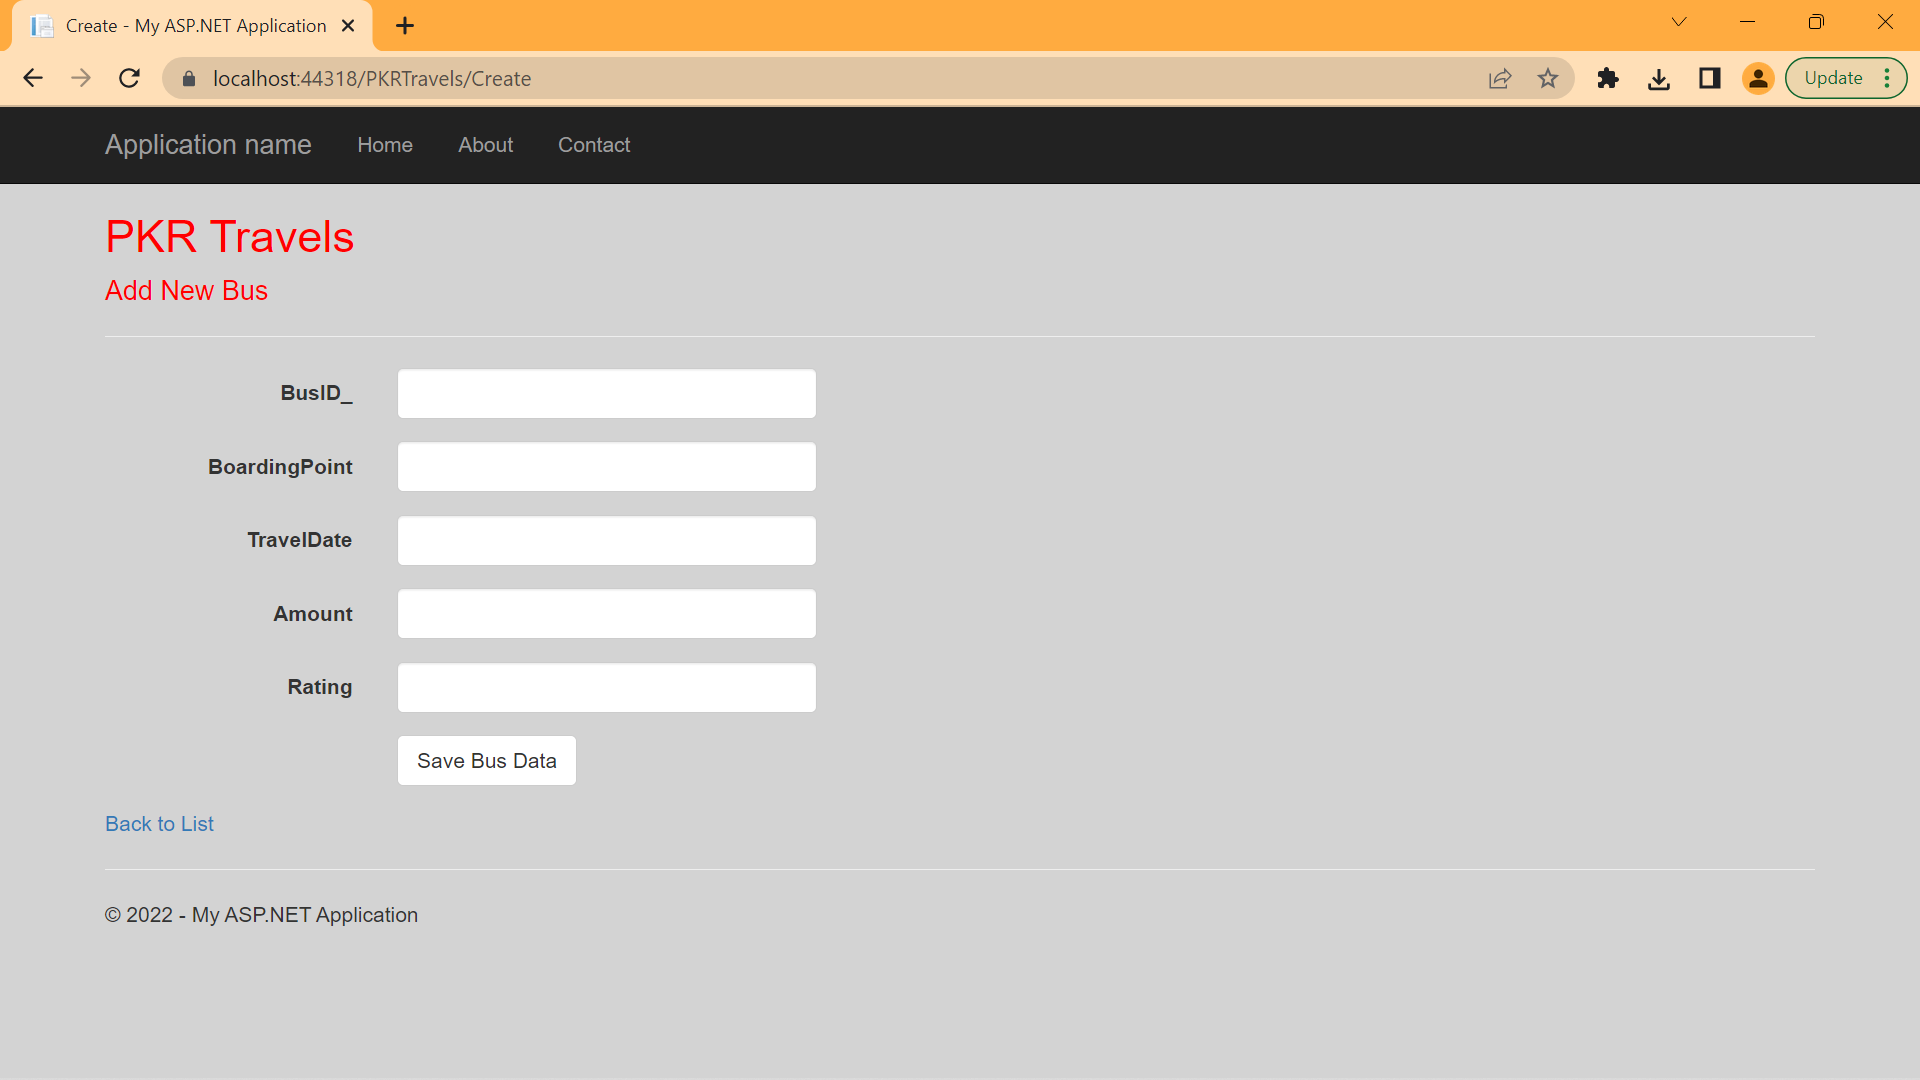 Create - My ASP.NET Application
localhost:44318/PKRTravels/Create
Update
Application name Home About Contact
PKR Travels
Add New Bus
BusID_
BoardingPoint
TravelDate
Amount
Rating
Save Bus Data
Back to List
© 2022 - My ASP.NET Application